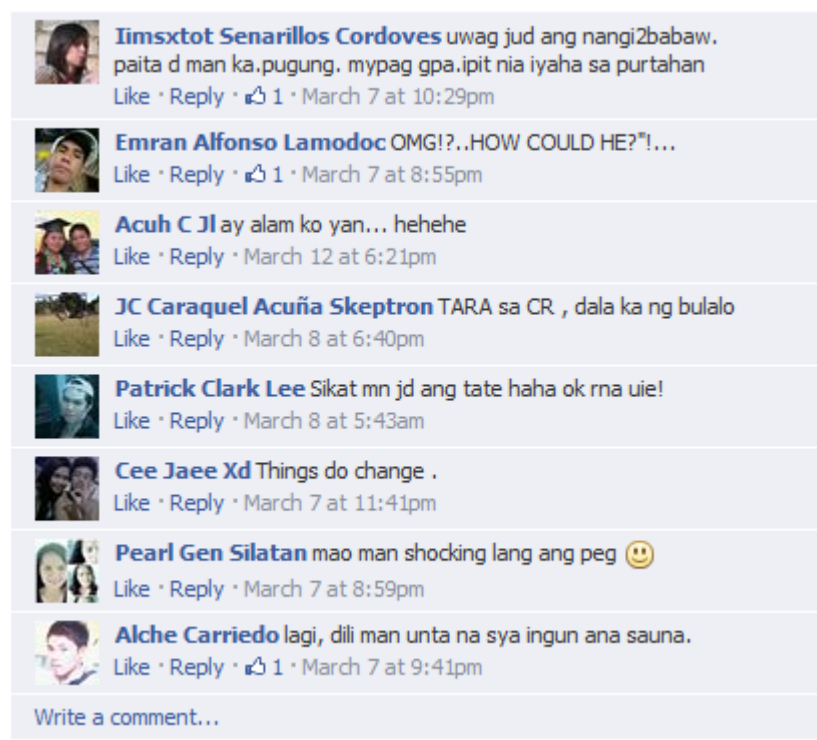 Iimsxtot Senarillos Cordoves uwag jud ang nangi2babaw.
paita d man ka.pugung. mypag gpa.ipit nia iyaha sa purtahan
Like · Reply · 1 · March 7 at 10:29pm
Emran Alfonso Lamodoc OMG!?..HOW COULD HE?"!...
Like · Reply · 1 · March 7 at 8:55pm
Acuh C Jl ay alam ko yan... hehehe
Like · Reply · March 12 at 6:21pm
JC Caraquel Acuña Skeptron TARA sa CR , dala ka ng bulalo
Like · Reply · March 8 at 6:40pm
Patrick Clark Lee Sikat mn jd ang tate haha ok rna uie!
Like · Reply · March 8 at 5:43am
Cee Jaee Xd Things do change .
Like · Reply · March 7 at 11:41pm
Pearl Gen Silatan mao man shocking lang ang peg
Like · Reply · March 7 at 8:59pm
Alche Carriedo lagi, dili man unta na sya ingun ana sauna.
Like · Reply · 1 · March 7 at 9:41pm
Write a comment...